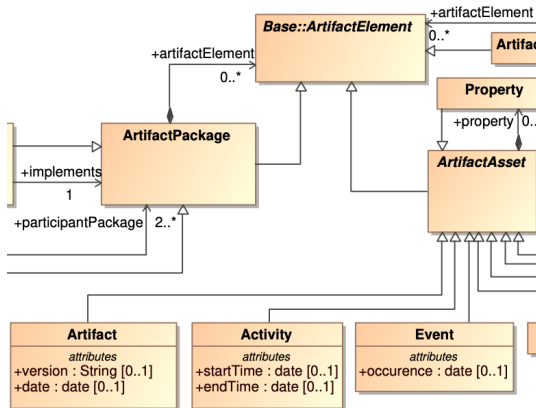 Base::ArtifactElement
+artifactElement
0..*
+artifactElement
0..*
Artifac
ArtifactPackage
+implements
1
+participantPackage 2..*
Property
+property 0..
ArtifactAsset
Artifact
attributes
+version : String [0..1]
+date : date [0..1]
Activity
attributes
+startTime : date [0..1]
+endTime : date [0..1]
Event
attributes
+occurence : date [0..1]